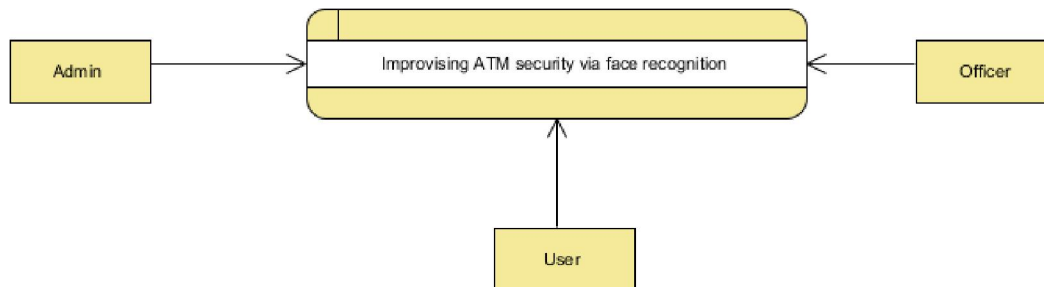 Admin
Improvising ATM security via face recognition
Officer
User